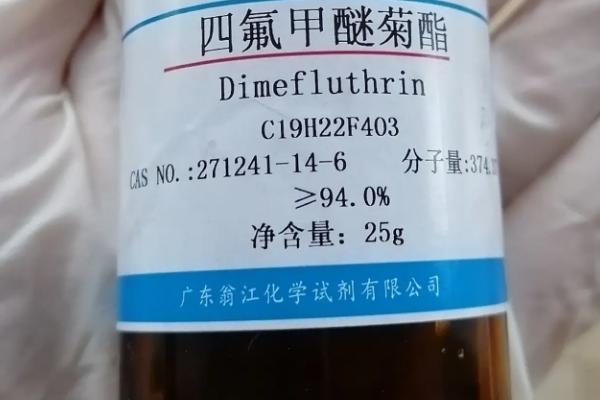 四氟甲醚菊酯
Dimefluthrin
C19H22F4O3
CAS NO.:271241-14-6 分子量:374.37
≥94.0%
净含量：25g
广东翁江化学试剂有限公司